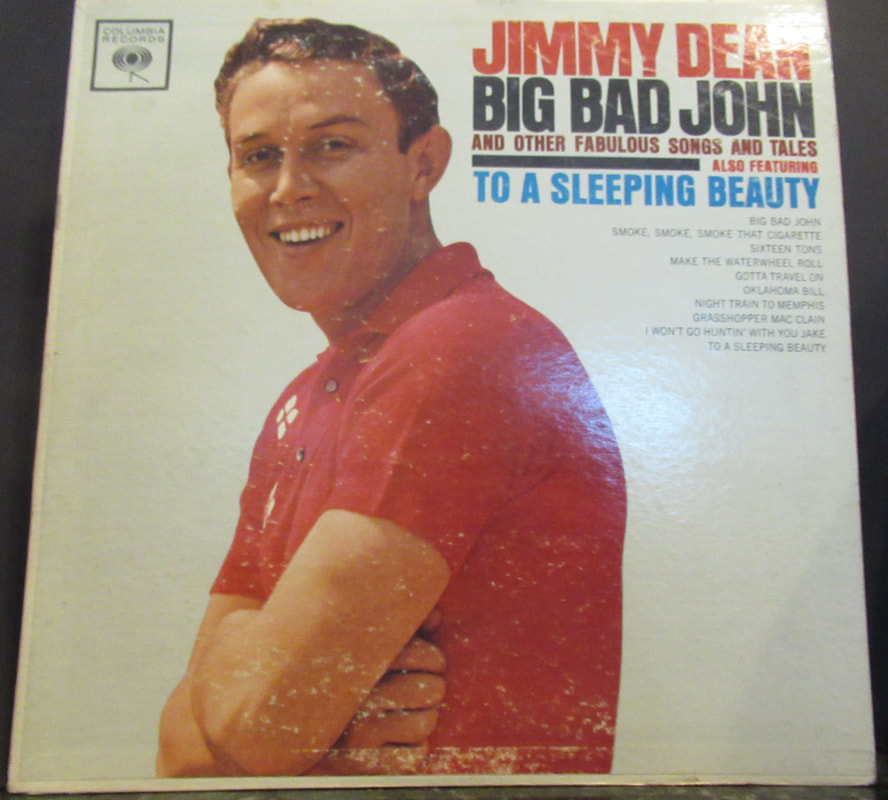 COLUMBIA
RECORDS
JIMMY DEAN
BIG BAD JOHN
AND OTHER FABULOUS SONGS AND TALES
ALSO FEATURING
TO A SLEEPING BEAUTY
BIG BAD JOHN
SMOKE, SMOKE, SMOKE THAT CIGARETTE
SIXTEEN TONS
MAKE THE WATERWHEEL ROLL
GOTTA TRAVEL ON
OKLAHOMA BILL
NIGHT TRAIN TO MEMPHIS
GRASSHOPPER MAC CLAIN
I WON'T GO HUNTIN' WITH YOU JAKE
TO A SLEEPING BEAUTY